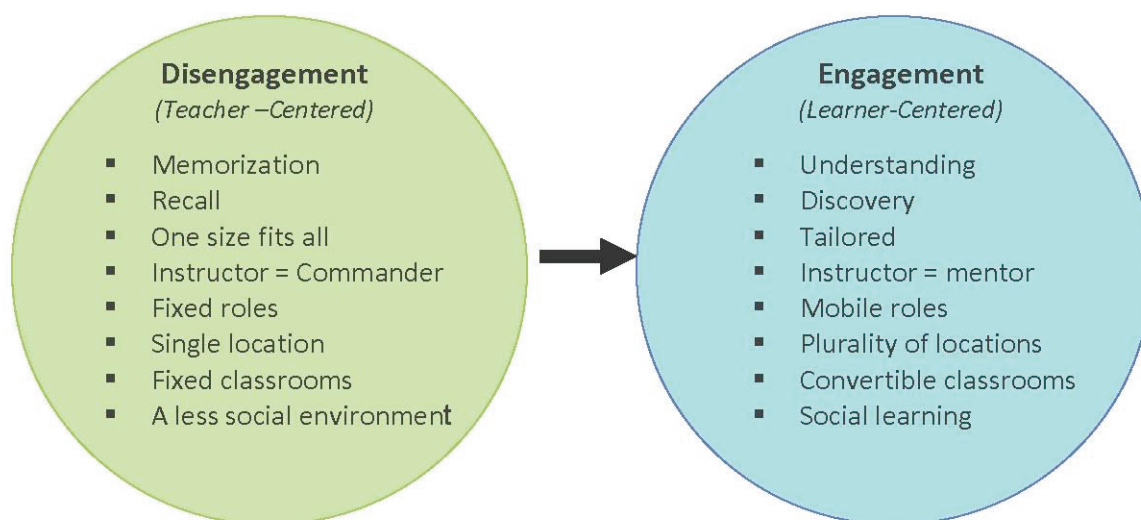 Disengagement
(Teacher –Centered)
▪ Memorization
▪ Recall
▪ One size fits all
▪ Instructor = Commander
▪ Fixed roles
▪ Single location
▪ Fixed classrooms
▪ A less social environment
Engagement
(Learner-Centered)
▪ Understanding
▪ Discovery
▪ Tailored
▪ Instructor = mentor
▪ Mobile roles
▪ Plurality of locations
▪ Convertible classrooms
▪ Social learning